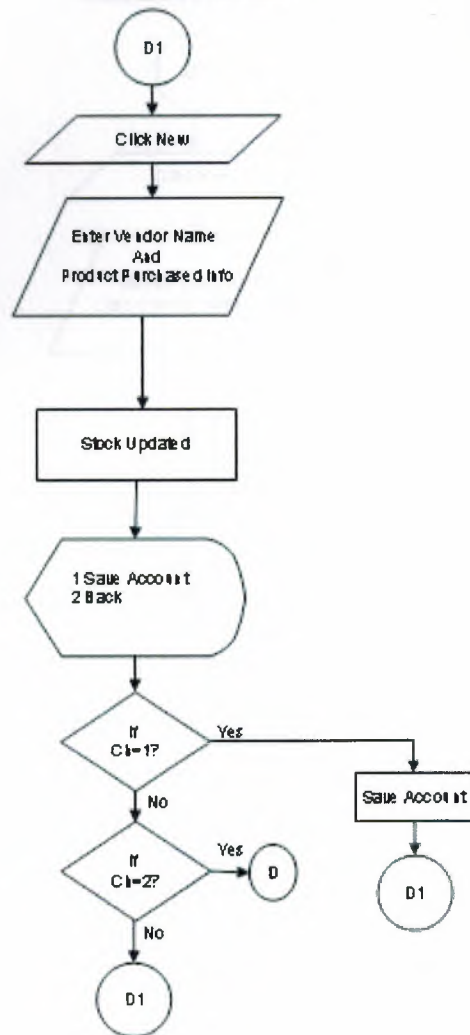 D1
Click New
Enter Vendor Name
And
Product Purchased Info
Stock Updated
1 Save Account
2 Back
If
Ch=1?
Yes
Save Account
No
If
Ch=2?
Yes
D
D1
No
D1